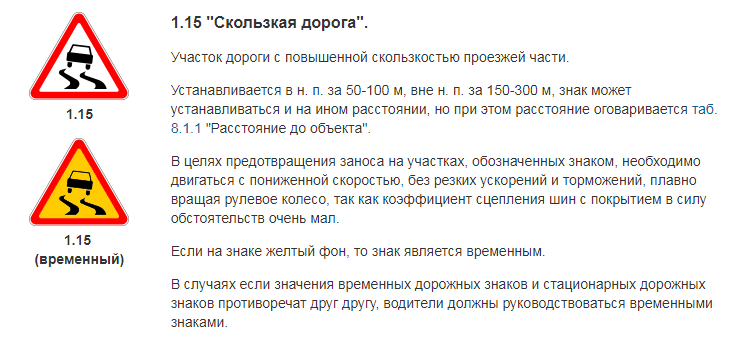 1.15 "Скользкая дорога".
Участок дороги с повышенной скользкостью проезжей части.
Устанавливается в н. п. за 50-100 м, вне н. п. за 150-300 м, знак может
устанавливаться и на ином расстоянии, но при этом расстояние оговаривается таб.
8.1.1 "Расстояние до объекта".
В целях предотвращения заноса на участках, обозначенных знаком, необходимо
двигаться с пониженной скоростью, без резких ускорений и торможений, плавно
вращая рулевое колесо, так как коэффициент сцепления шин с покрытием в силу
обстоятельств очень мал.
Если на знаке желтый фон, то знак является временным.
В случаях если значения временных дорожных знаков и стационарных дорожных
знаков противоречат друг другу, водители должны руководствоваться временными
знаками.
1.15
1.15
(временный)